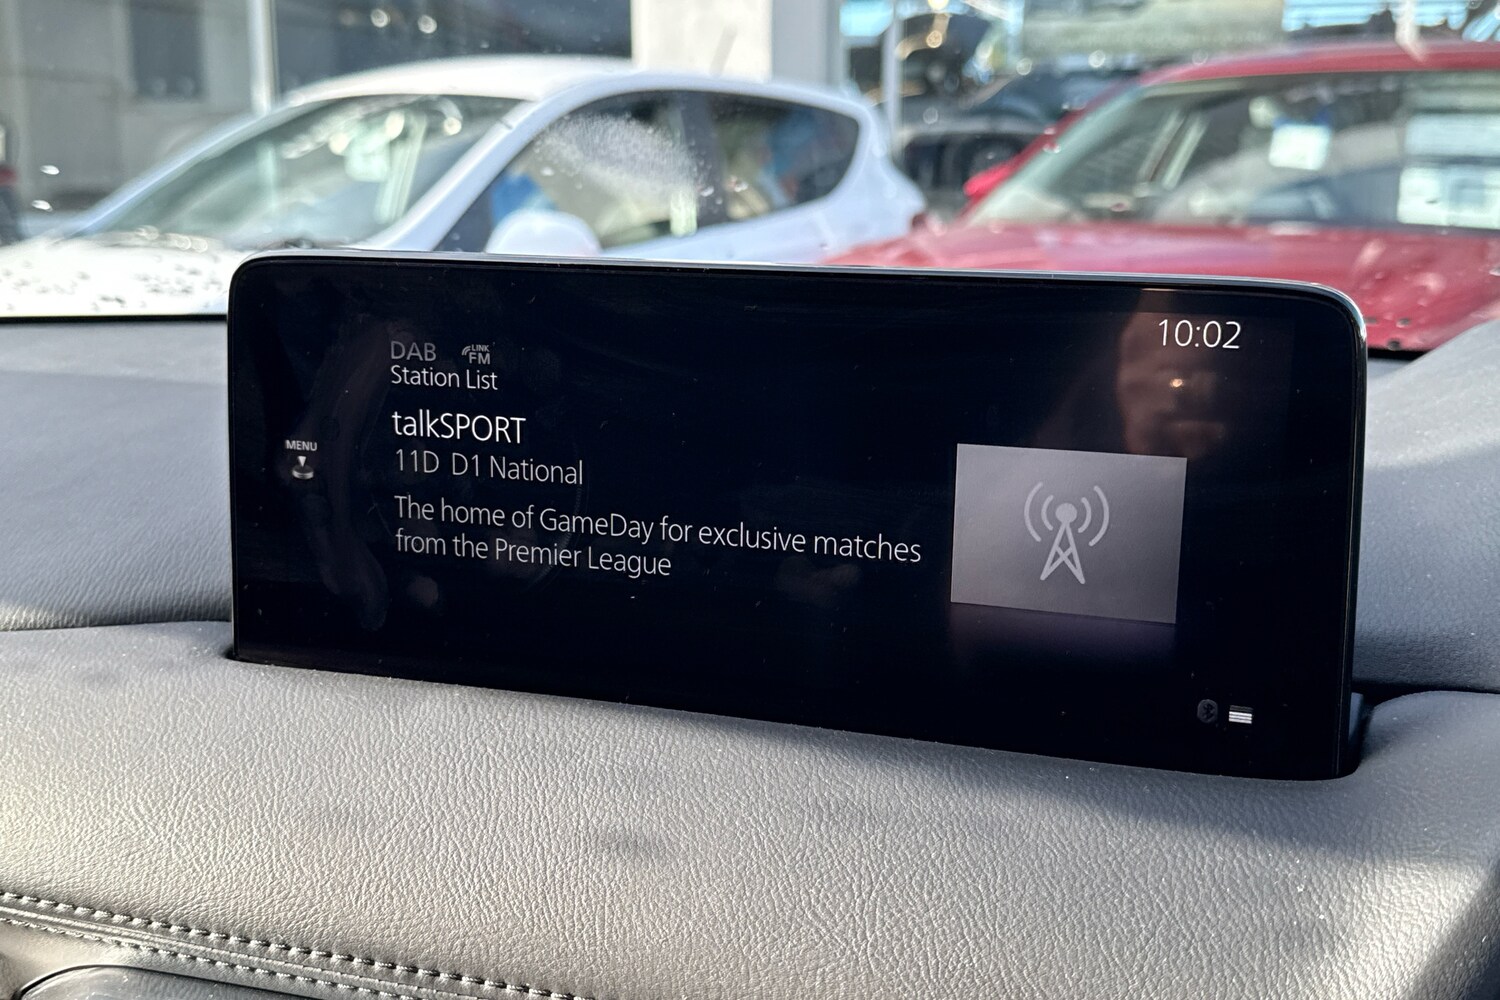 DAB LINK FM
10:02
Station List
talkSPORT
MENU
11D D1 National
The home of GameDay for exclusive matches
from the Premier League